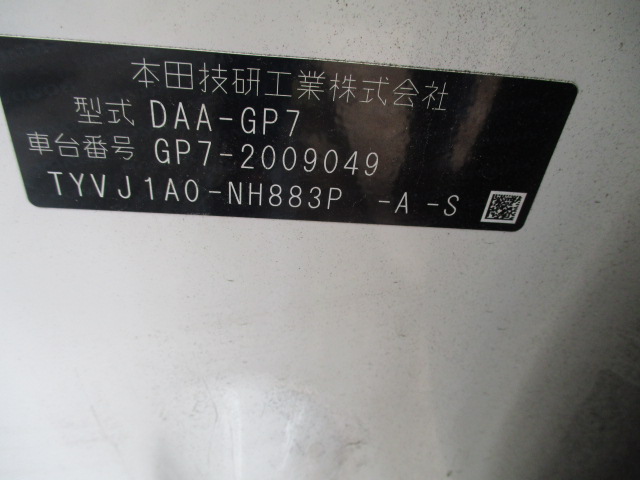 本田技研工業株式会社
型式 DAA-GP7
車台番号 GP7-2009049
TYVJ1A0-NH883P -A-S